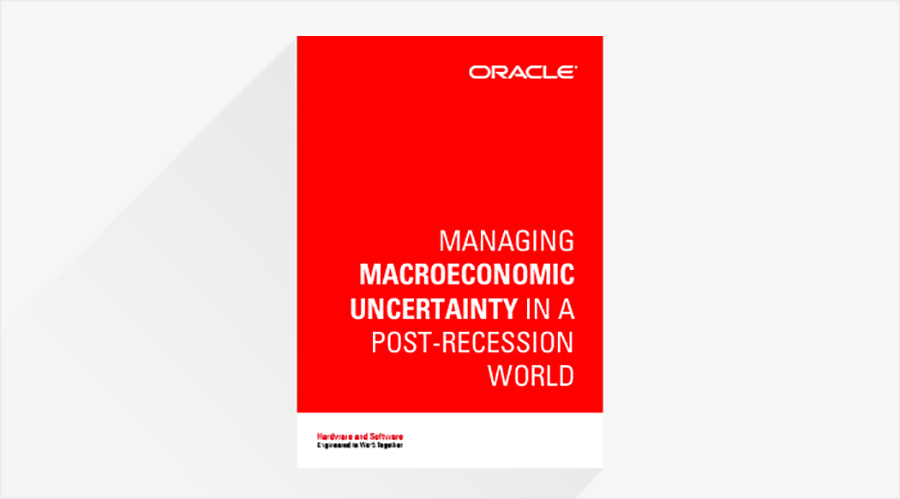 ORACLE
MANAGING
MACROECONOMIC
UNCERTAINTY IN A
POST-RECESSION
WORLD
Hardware and Software
Engineered to Work Together